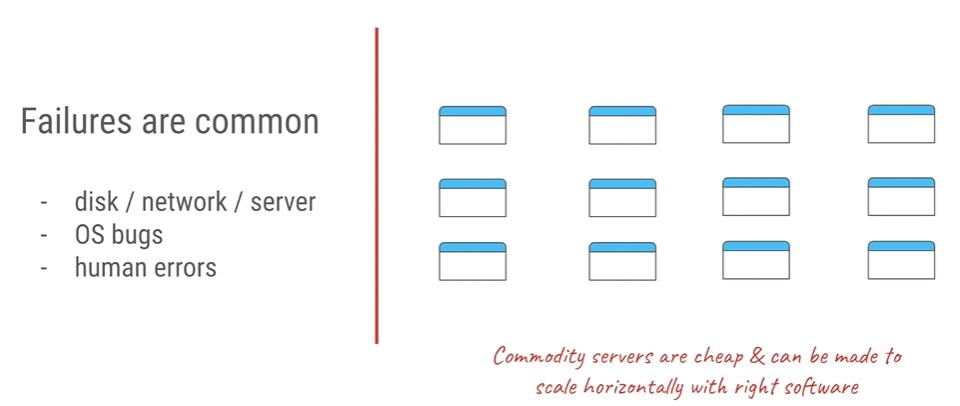 Failures are common
- disk / network / server
- OS bugs
- human errors
Commodity servers are cheap & can be made to
scale horizontally with right software